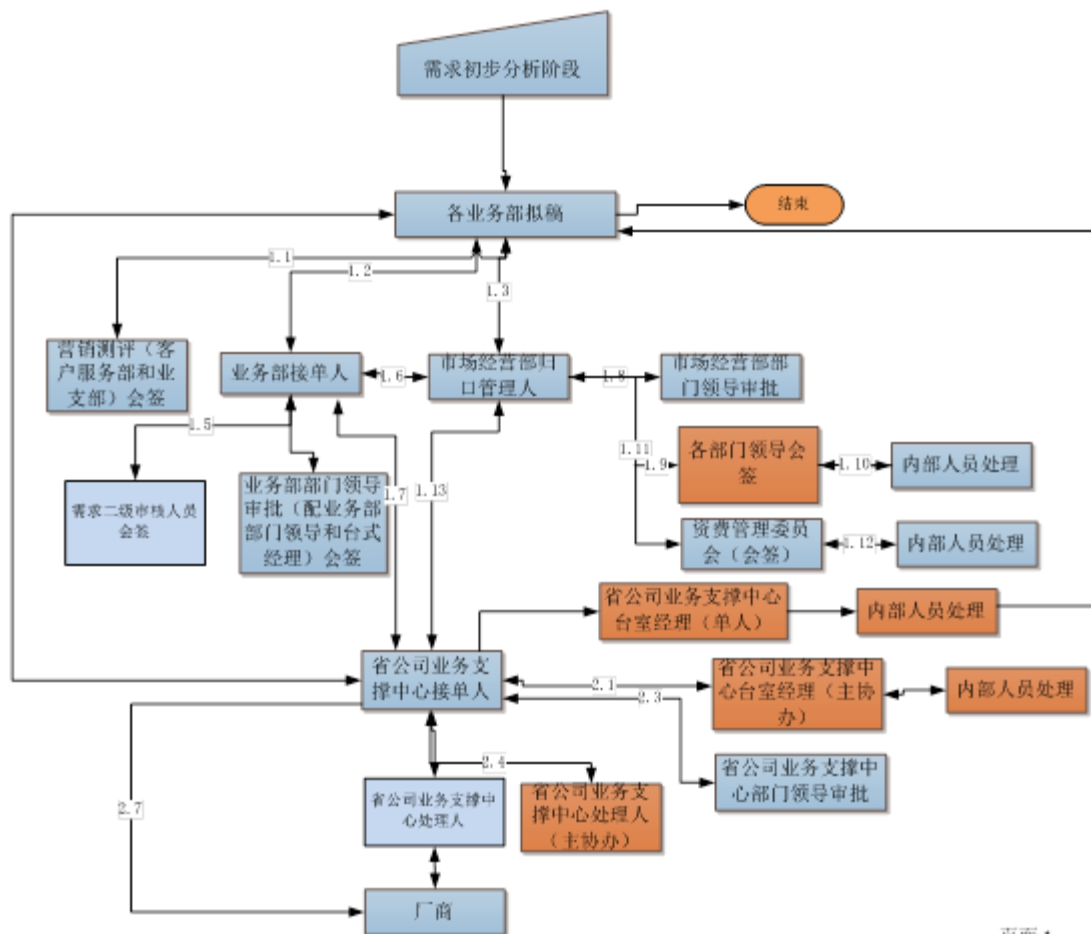 需求初步分析阶段
各业务部拟稿
结束
1.1
1.2
1.3
营销测评（客
户服务部和业
支部）会签
业务部接单人
1.6
市场经营部归
口管理人
1.8
市场经营部部
门领导审批
1.5
1.11
1.9
各部门领导会
签
1.10
内部人员处理
需求二级审核人员
会签
业务部部门领导
审批（配业务部
部门领导和台式
经理）会签
1.7
1.13
资费管理委员
会（会签）
1.12
内部人员处理
省公司业务支撑中心
台室经理（单人）
内部人员处理
省公司业务支
撑中心接单人
2.1
2.3
省公司业务支撑中
心台室经理（主协
办）
内部人员处理
2.4
省公司业务支撑中
心部门领导审批
2.7
省公司业务支撑中
心处理人
省公司业务支
撑中心处理人
（主协办）
厂商